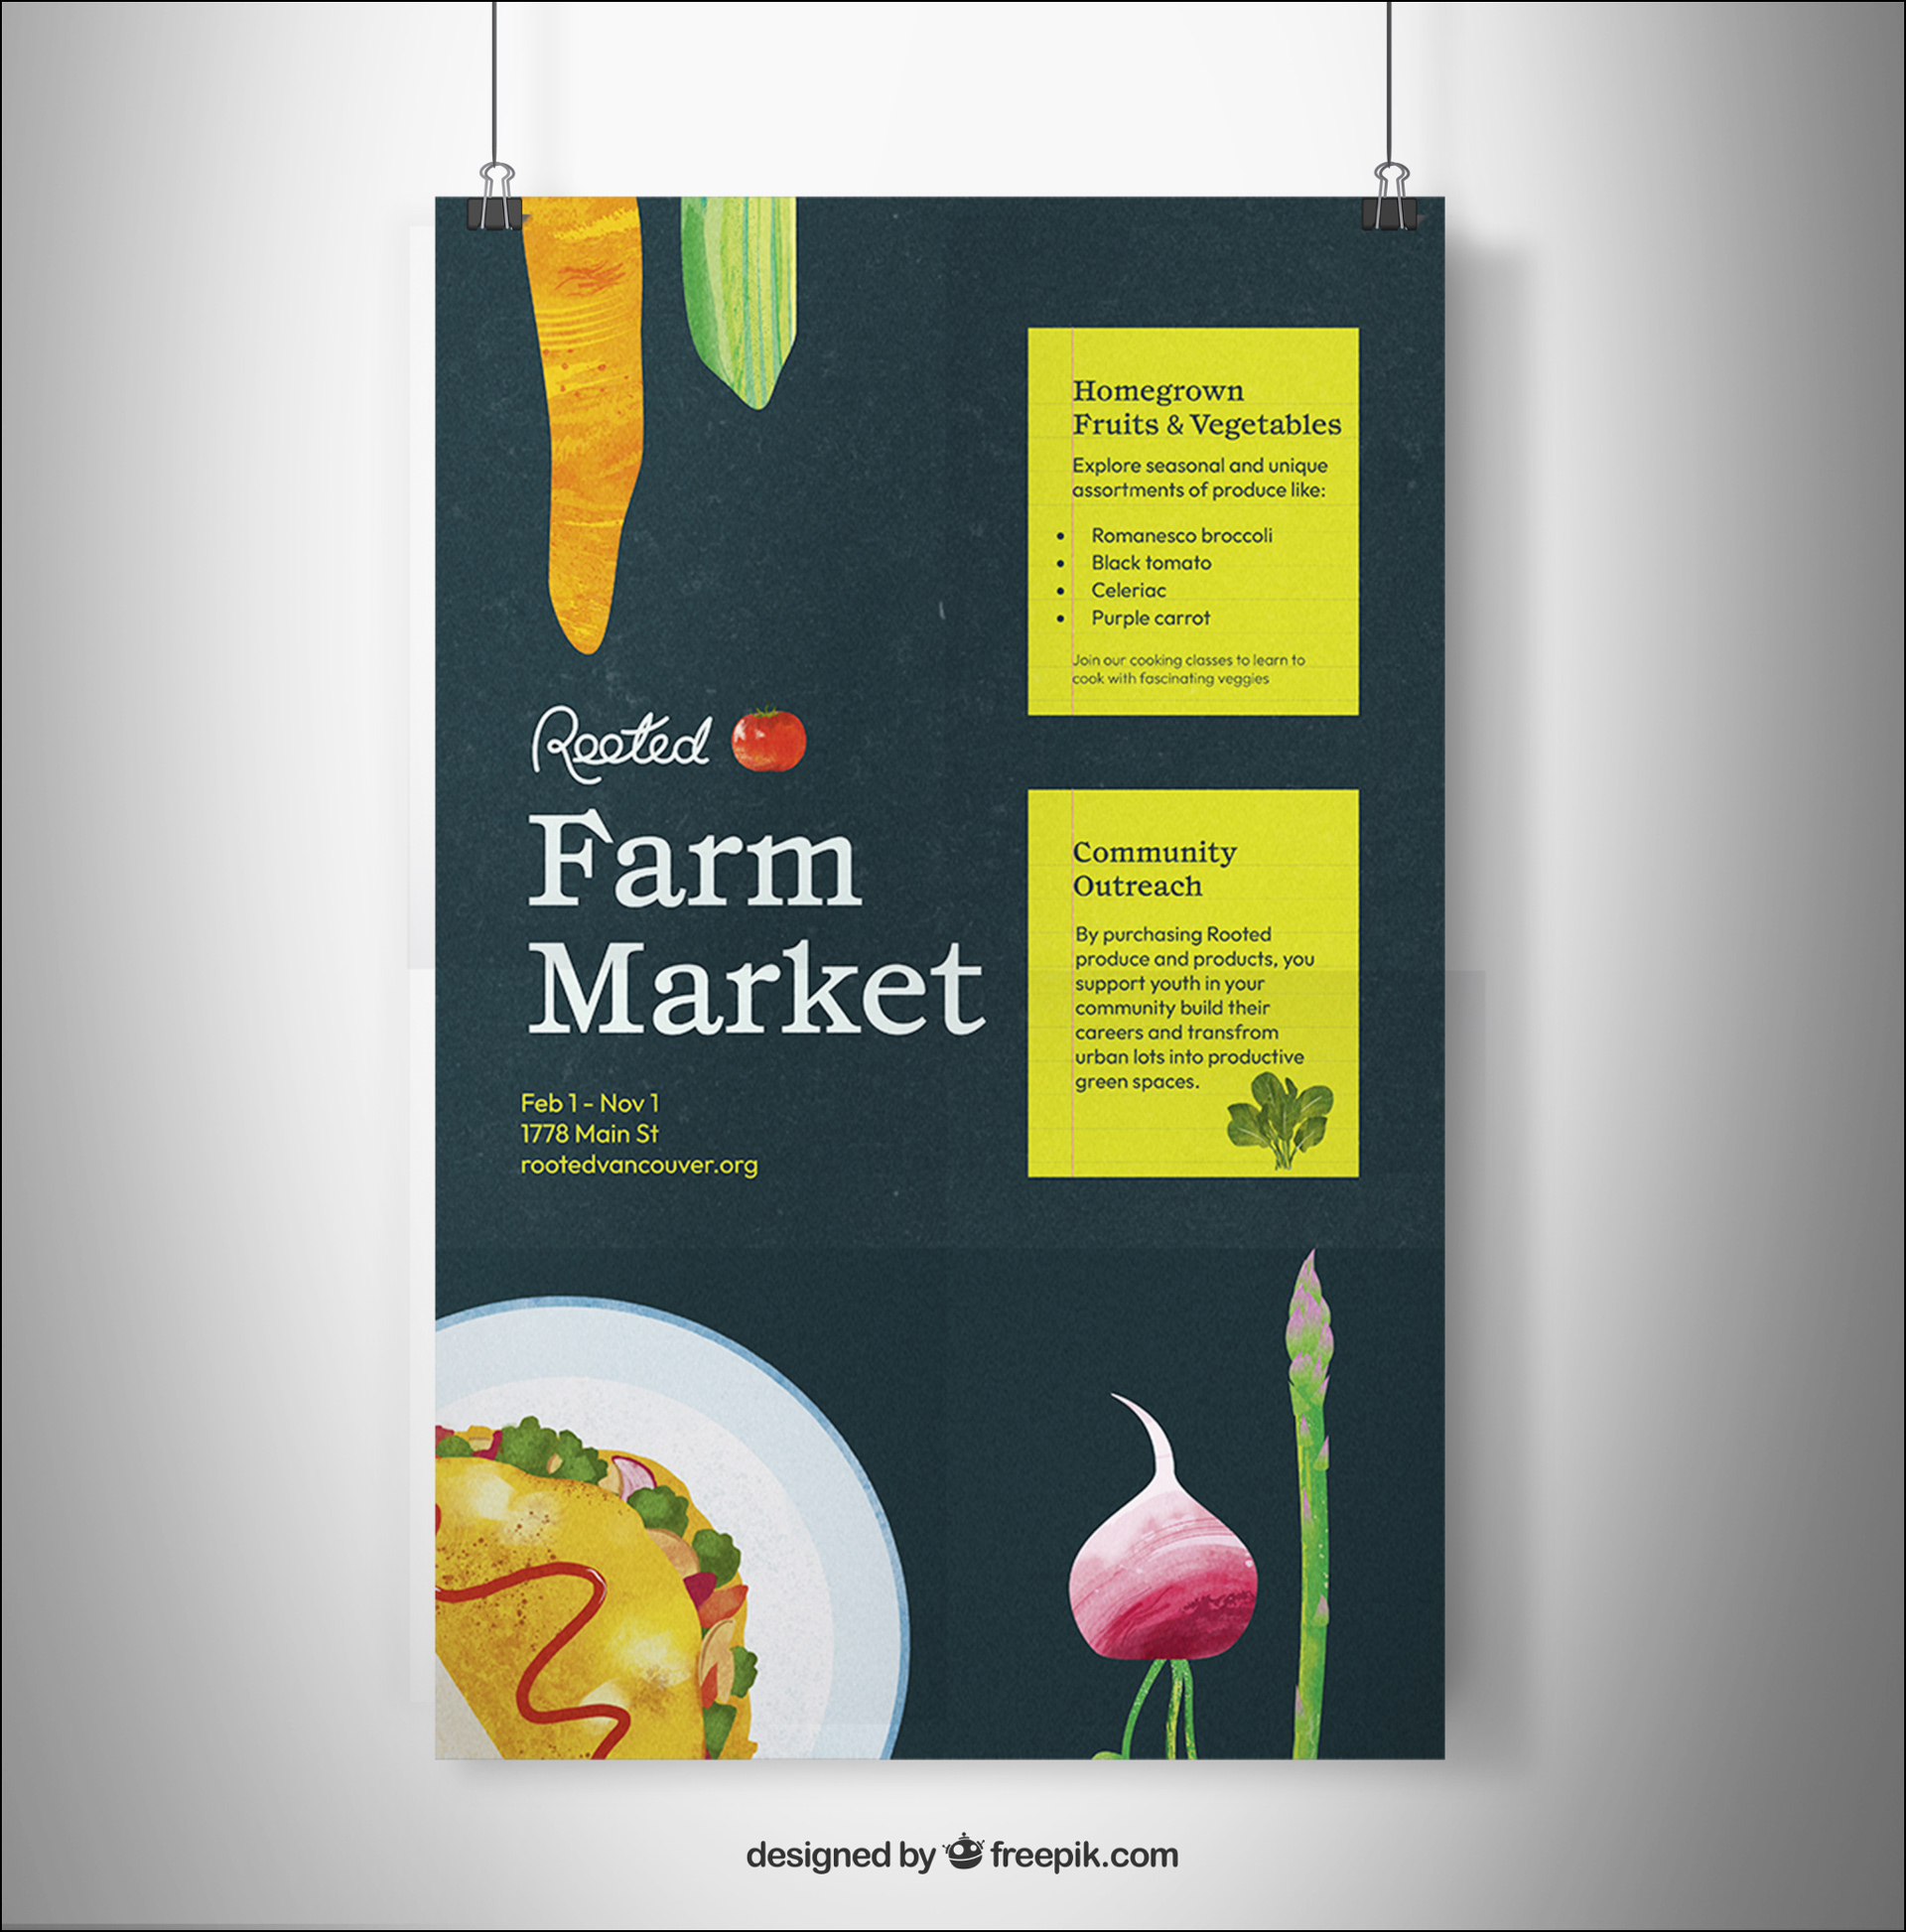 Rooted
Farm
Market
Feb 1 - Nov 1
1778 Main St
rootedvancouver.org
Homegrown
Fruits & Vegetables
Explore seasonal and unique
assortments of produce like:
• Romanesco broccoli
• Black tomato
• Celeriac
• Purple carrot
Join our cooking classes to learn to
cook with fascinating veggies
Community
Outreach
By purchasing Rooted
produce and products, you
support youth in your
community build their
careers and transfrom
urban lots into productive
green spaces.
designed by freepik.com